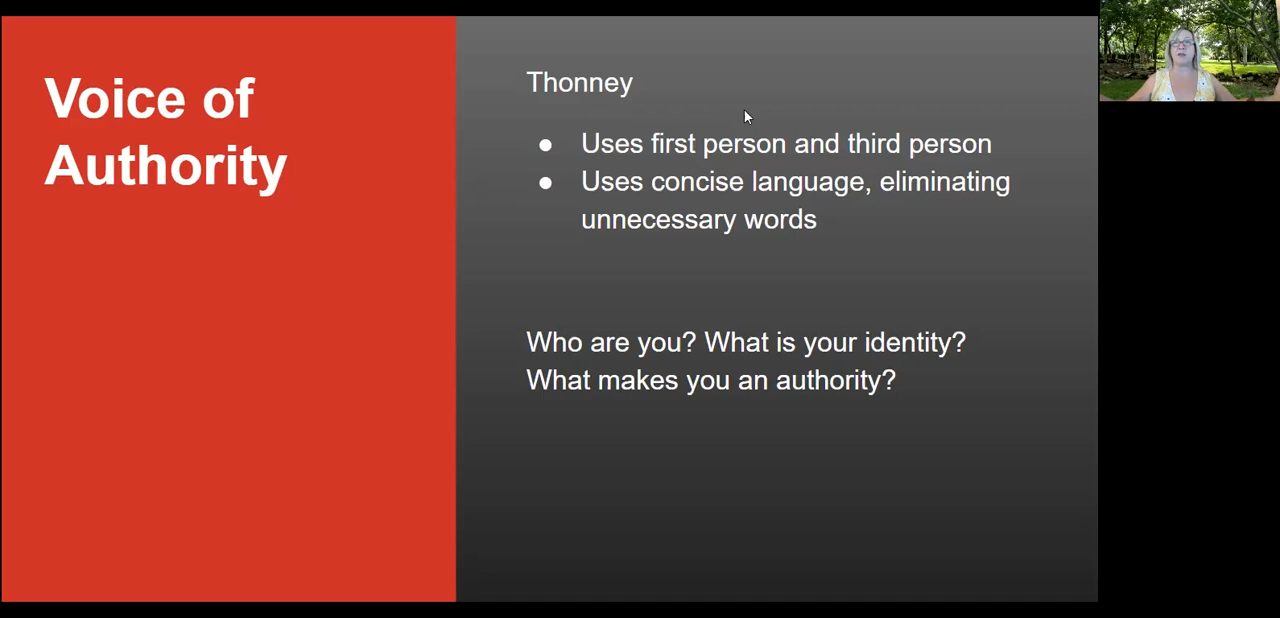 Voice of
Authority
Thonney
● Uses first person and third person
● Uses concise language, eliminating
unnecessary words
Who are you? What is your identity?
What makes you an authority?